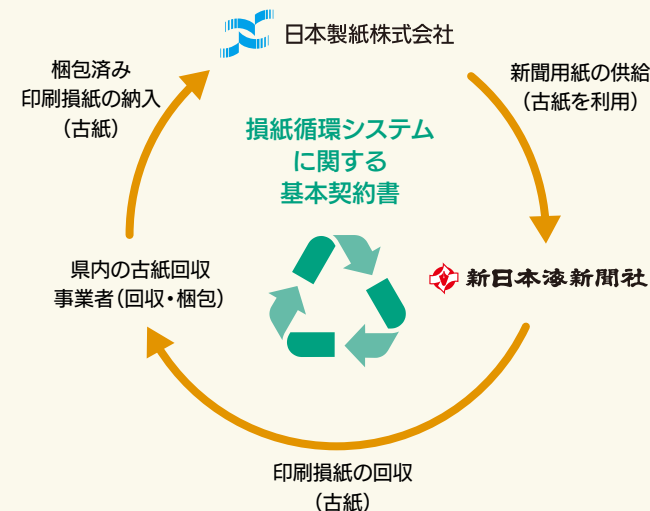 日本製紙株式会社
新聞用紙の供給
（古紙を利用）
新日本海新聞社
印刷損紙の回収
（古紙）
県内の古紙回収
事業者（回収・梱包）
梱包済み
印刷損紙の納入
（古紙）
損紙循環システム
に関する
基本契約書